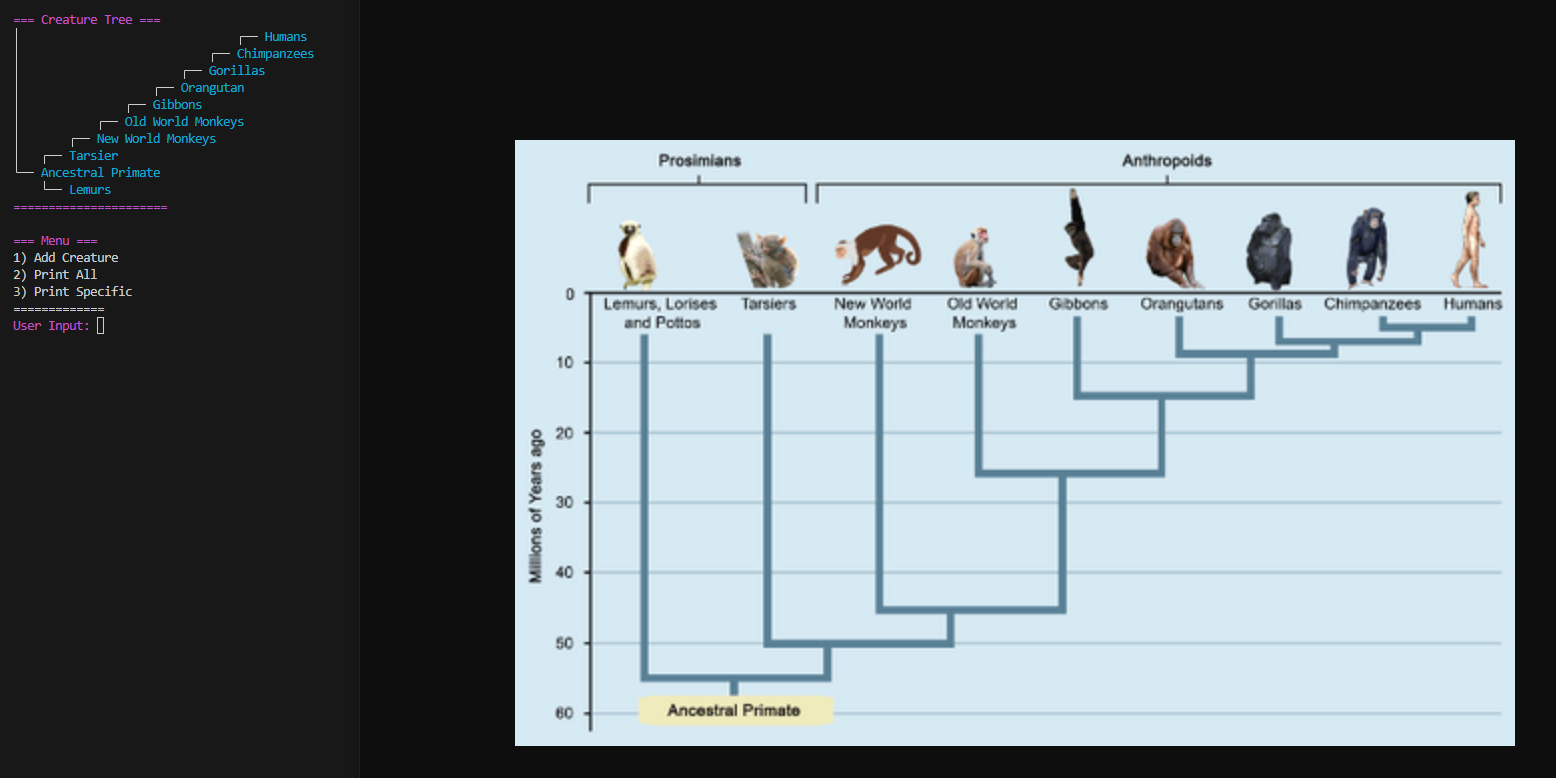 === Creature Tree ===
Humans
Chimpanzees
Gorillas
Orangutan
Gibbons
Old World Monkeys
New World Monkeys
Tarsier
Ancestral Primate
Lemurs
======================
=== Menu ===
1) Add Creature
2) Print All
3) Print Specific
=============
User Input:
Prosimians Anthropoids
0
Lemurs, Lorises
and Pottos
Tarsiers
New World
Monkeys
Old World
Monkeys
Gibbons
Orangutans
Gorillas
Chimpanzees
Humans
10
20
30
40
50
60
Millions of Years ago
Ancestral Primate